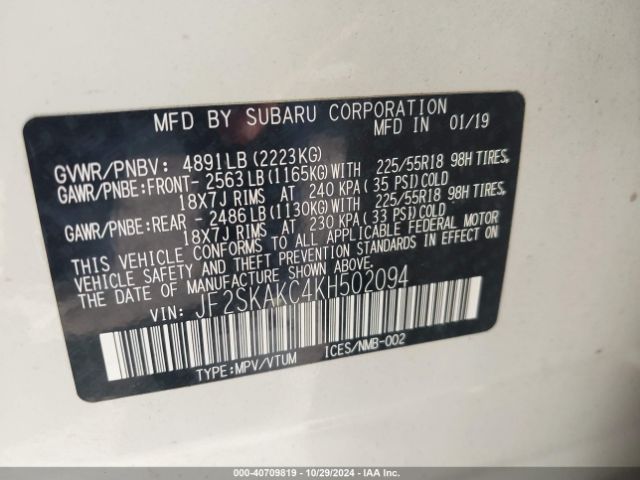 MFD BY SUBARU CORPORATION
MFD IN 01/19
GVWR/PNBV: 4891LB(2223KG)
GAWR/PNBE:FRONT- 2563LB(1165KG)WITH 225/55R18 98H TIRES,
18X7J RIMS AT 240 KPA(35 PSI)COLD
GAWR/PNBE:REAR - 2486LB(1130KG)WITH 225/55R18 98H TIRES,
18X7J RIMS AT 230 KPA(33 PSI)COLD
THIS VEHICLE CONFORMS TO ALL APPLICABLE FEDERAL MOTOR
VEHICLE SAFETY AND THEFT PREVENTION STANDARDS IN EFFECT ON
THE DATE OF MANUFACTURE SHOWN ABOVE.
VIN: JF2SKAKC4KH502094
TYPE:MPV/VTUM ICES/NMB-002
000-40709819 - 10/29/2024 - IAA Inc.